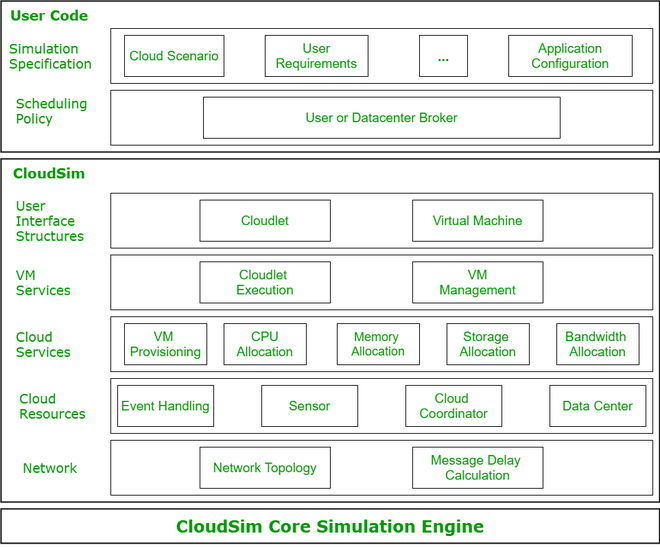 User Code
Simulation
Specification
Cloud Scenario
User
Requirements
...
Application
Configuration
Scheduling
Policy
User or Datacenter Broker
CloudSim
User
Interface
Structures
Cloudlet
Virtual Machine
VM
Services
Cloudlet
Execution
VM
Management
Cloud
Services
VM
Provisioning
CPU
Allocation
Memory
Allocation
Storage
Allocation
Bandwidth
Allocation
Cloud
Resources
Event Handling
Sensor
Cloud
Coordinator
Data Center
Network
Network Topology
Message Delay
Calculation
CloudSim Core Simulation Engine